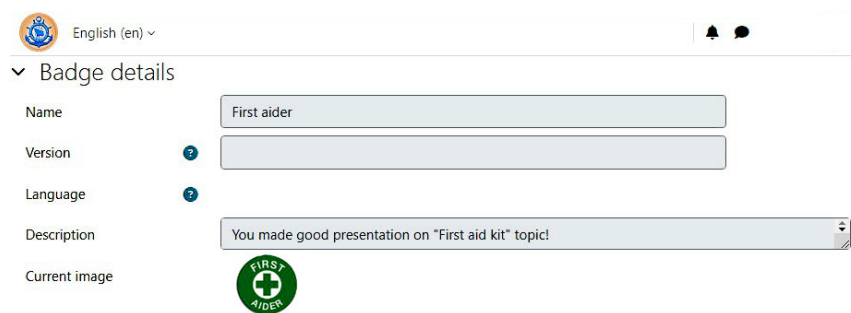 English (en)
Badge details
Name
First aider
Version
?
Language
?
Description
You made good presentation on "First aid kit" topic!
Current image
FIRST
AIDER